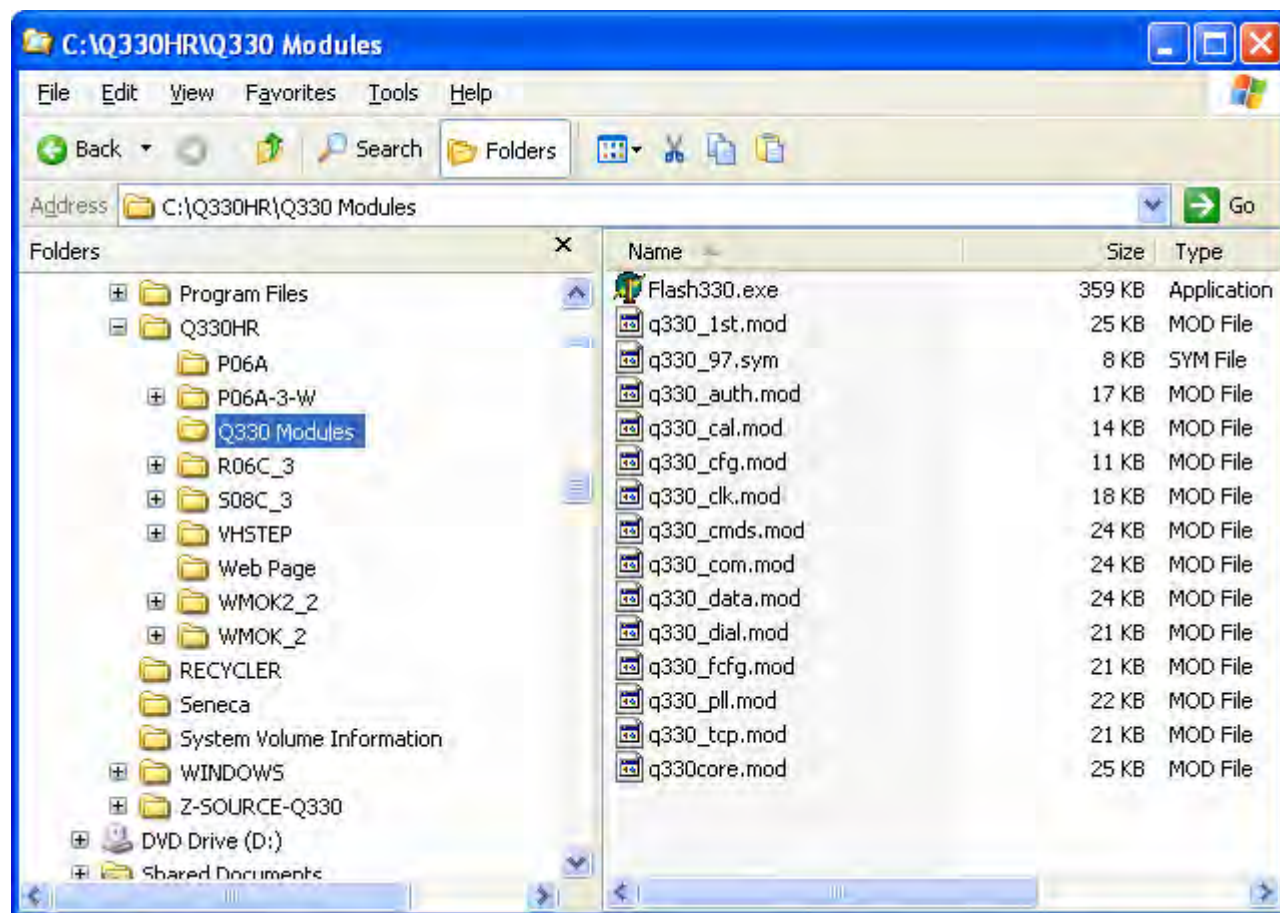 C:\Q330HR\Q330 Modules
File Edit View Favorites Tools Help
Back Search Folders
Address C:\Q330HR\Q330 Modules Go
Folders
Program Files
Q330HR
P06A
P06A-3-W
Q330 Modules
R06C_3
S08C_3
VHSTEP
Web Page
WMOK2_2
WMOK_2
RECYCLER
Seneca
System Volume Information
WINDOWS
Z-SOURCE-Q330
DVD Drive (D:)
Shared Documents
Name Size Type
Flash330.exe 359 KB Application
q330_1st.mod 25 KB MOD File
q330_97.sym 8 KB SYM File
q330_auth.mod 17 KB MOD File
q330_cal.mod 14 KB MOD File
q330_cfg.mod 11 KB MOD File
q330_clk.mod 18 KB MOD File
q330_cmds.mod 24 KB MOD File
q330_com.mod 24 KB MOD File
q330_data.mod 24 KB MOD File
q330_dial.mod 21 KB MOD File
q330_fcfg.mod 21 KB MOD File
q330_pll.mod 22 KB MOD File
q330_tcp.mod 21 KB MOD File
q330core.mod 25 KB MOD File